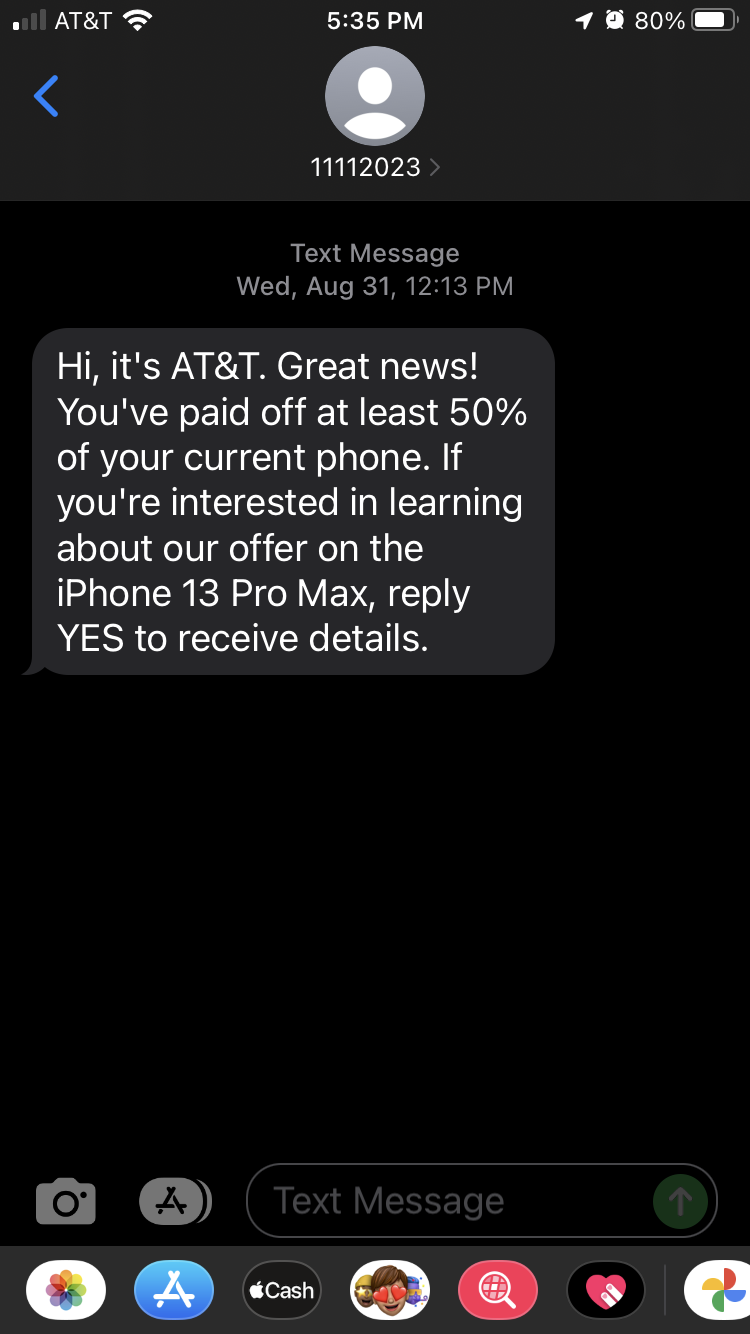 AT&T 5:35 PM 80%
11112023
Text Message
Wed, Aug 31, 12:13 PM
Hi, it's AT&T. Great news!
You've paid off at least 50%
of your current phone. If
you're interested in learning
about our offer on the
iPhone 13 Pro Max, reply
YES to receive details.
Text Message
Cash